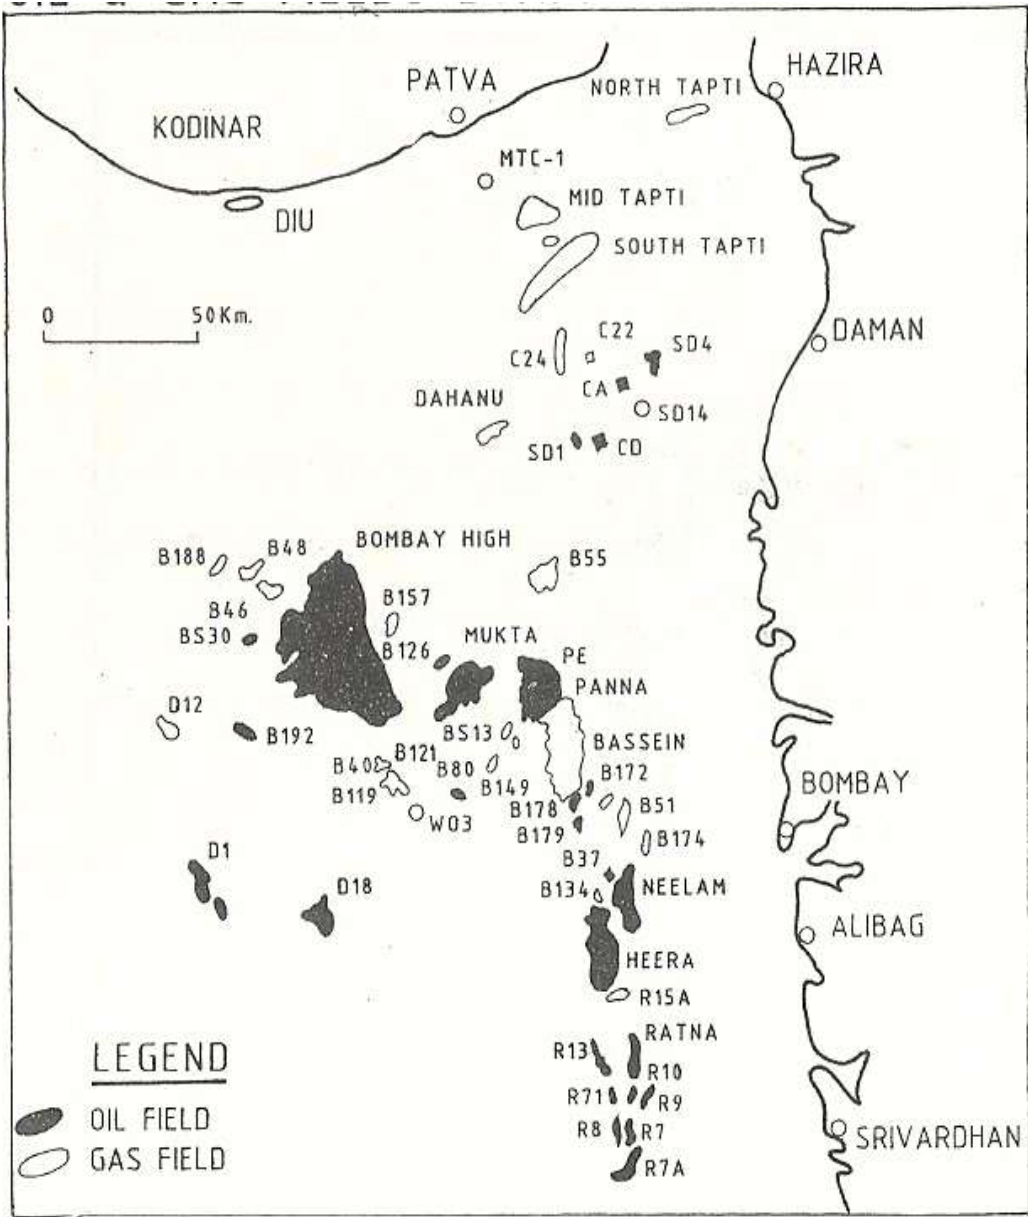 HAZIRA
PATVA
NORTH TAPTI
KODINAR
MTC-1
MID TAPTI
DIU
SOUTH TAPTI
0 50Km.
C22
DAMAN
C24
SD4
CA
DAHANU
SD14
SD1
CD
BOMBAY HIGH
B188
B48
B55
B46
B157
BS30
B126
MUKTA
PE
PANNA
D12
B192
BS13
BASSEIN
B121
B40
B80
B172
B119
B149
BOMBAY
B178
B51
W03
B179
B174
D1
B37
D18
B134
NEELAM
ALIBAG
HEERA
R15A
RATNA
LEGEND
R13
R10
R71
R9
OIL FIELD
R8
R7
SRIVARDHAN
GAS FIELD
R7A